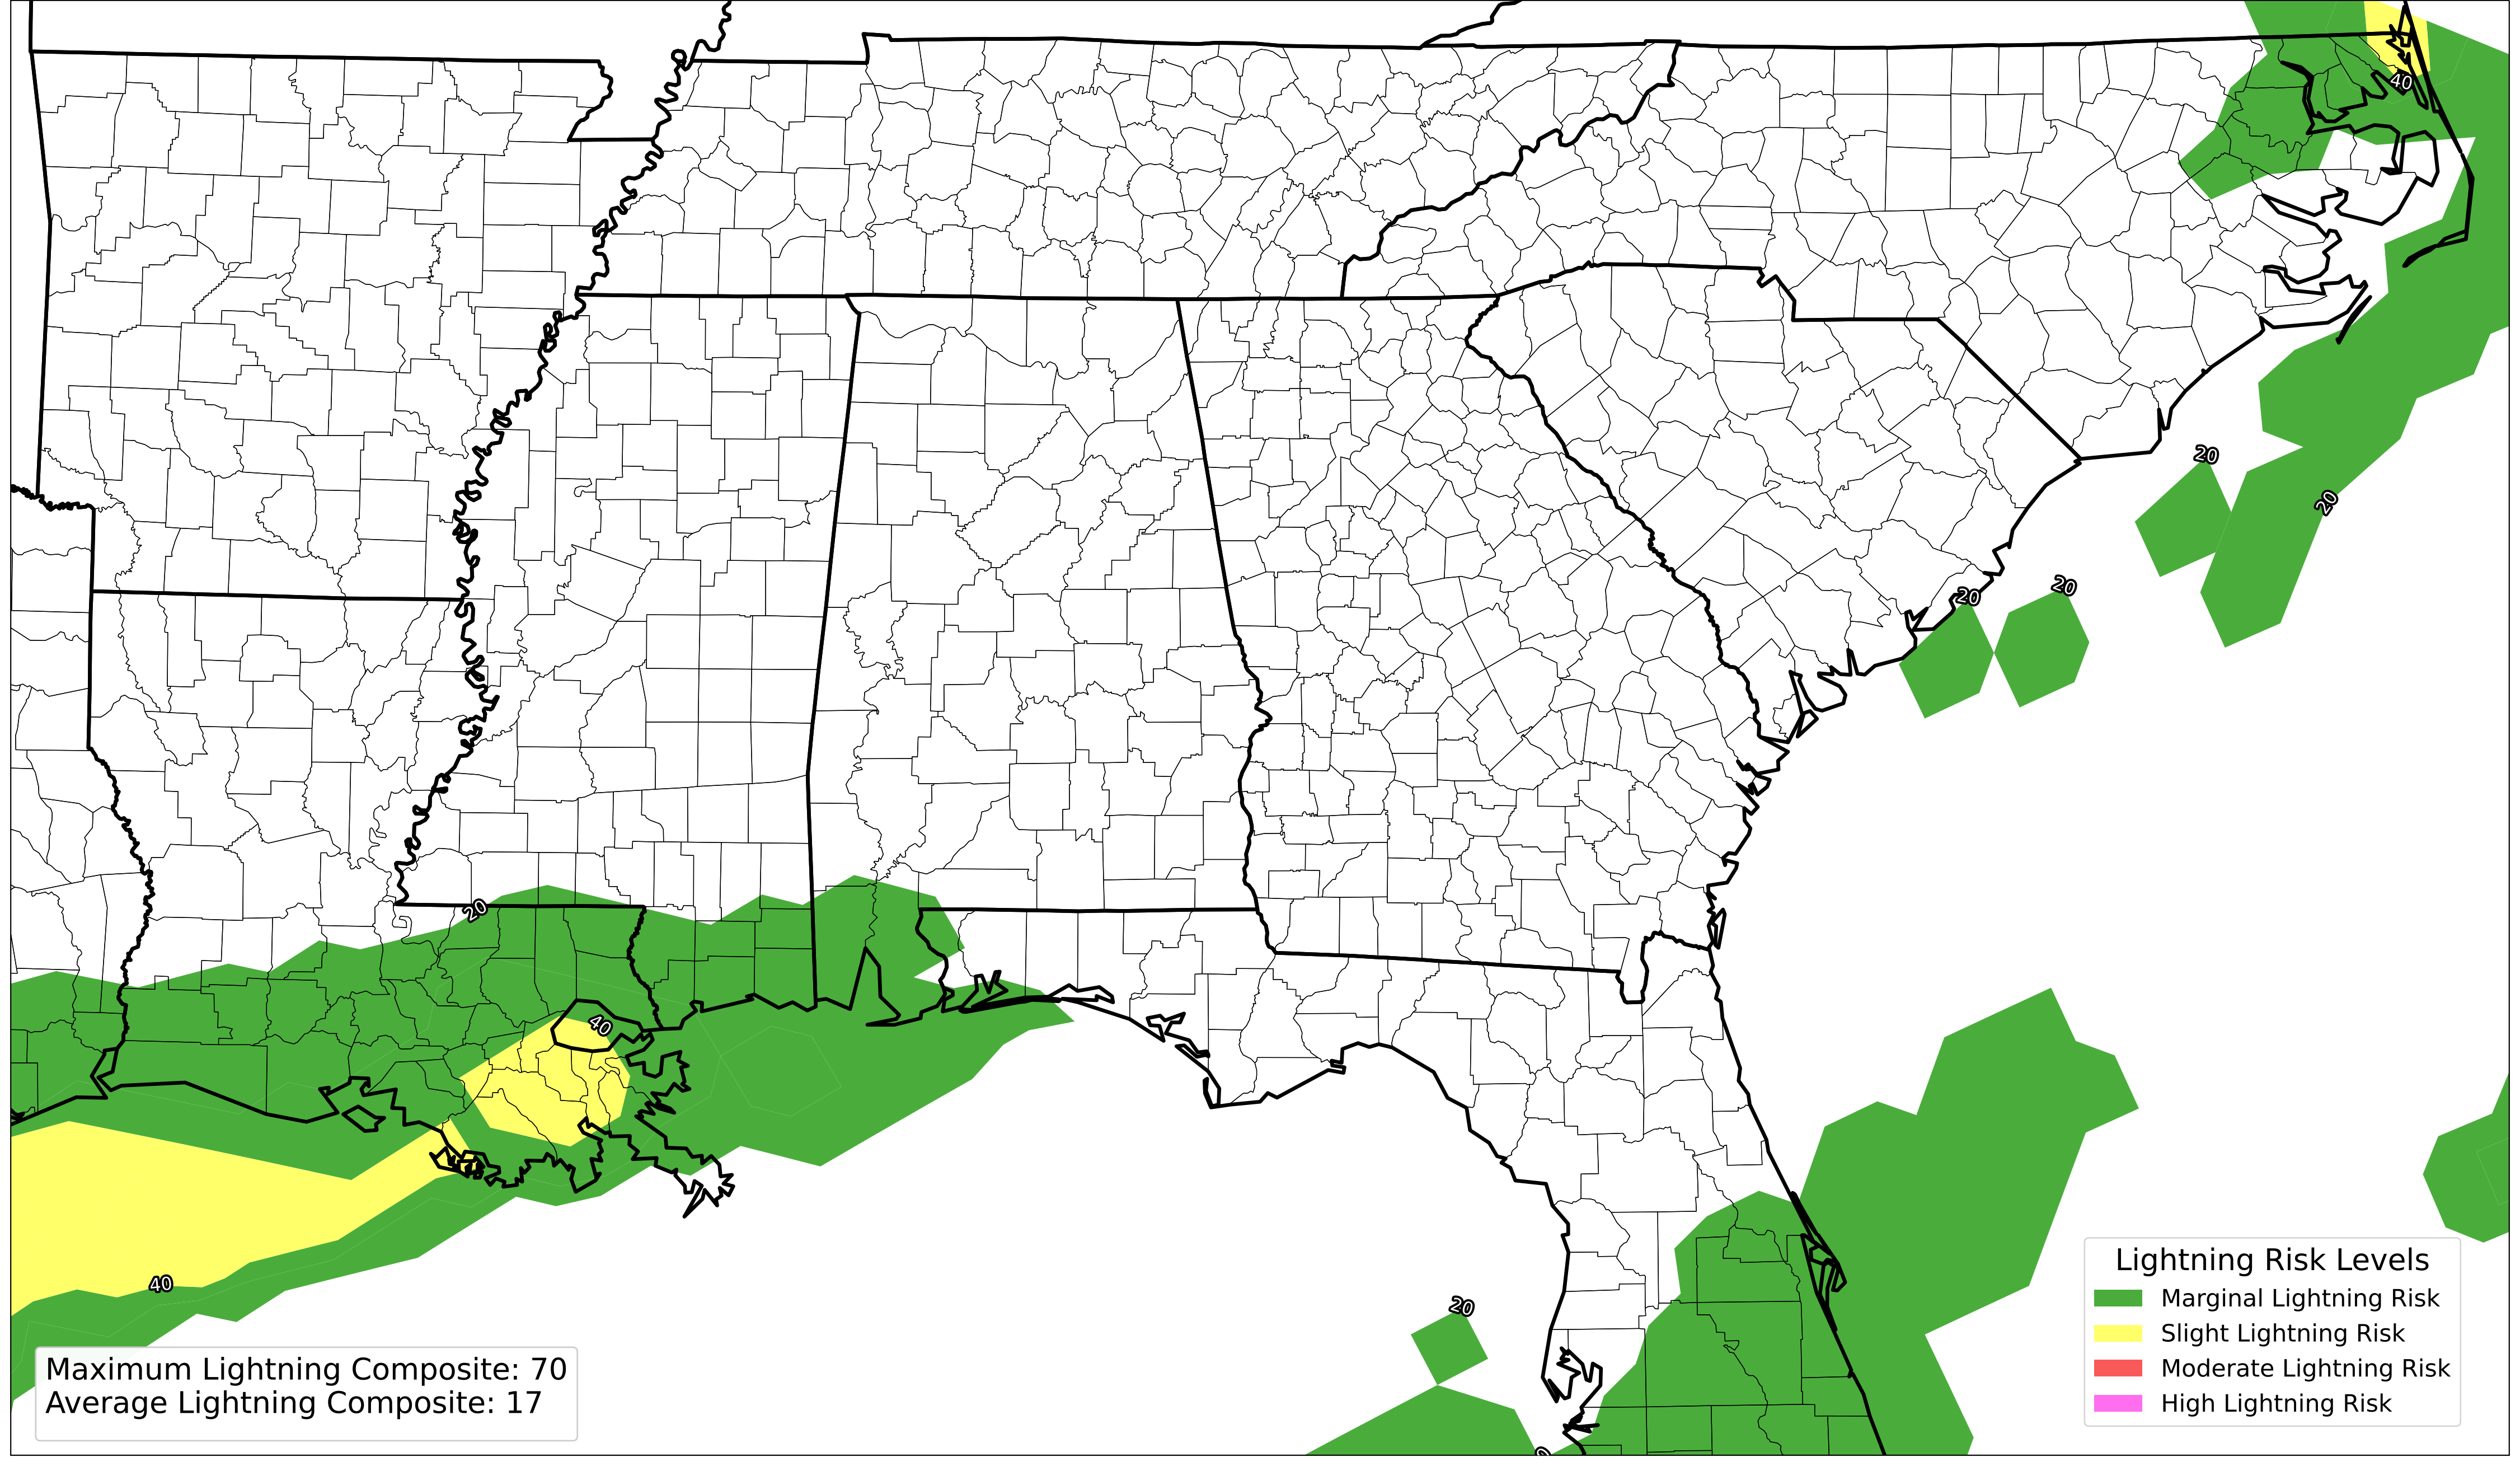 40
20
20
20
20
20
40
40
20
Lightning Risk Levels
Marginal Lightning Risk
Slight Lightning Risk
Moderate Lightning Risk
High Lightning Risk
Maximum Lightning Composite: 70
Average Lightning Composite: 17